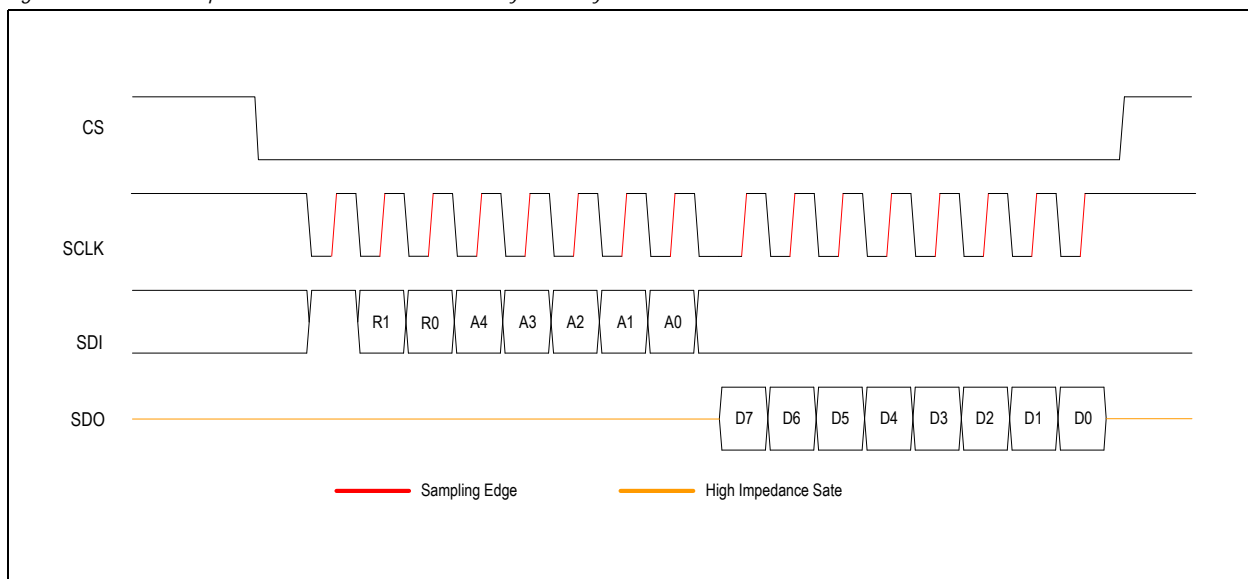 CS
SCLK
SDI
R1 R0 A4 A3 A2 A1 A0
SDO
D7 D6 D5 D4 D3 D2 D1 D0
Sampling Edge
High Impedance Sate